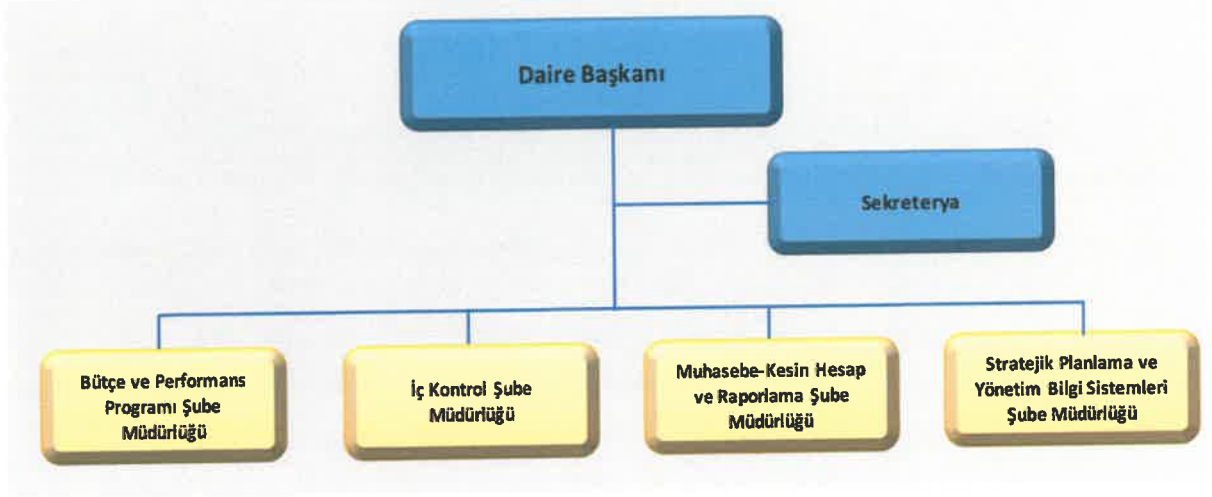 Daire Başkanı
Sekreterya
Bütçe ve Performans
Programı Şube
Müdürlüğü
İç Kontrol Şube
Müdürlüğü
Muhasebe-Kesin Hesap
ve Raporlama Şube
Müdürlüğü
Stratejik Planlama ve
Yönetim Bilgi Sistemleri
Şube Müdürlüğü